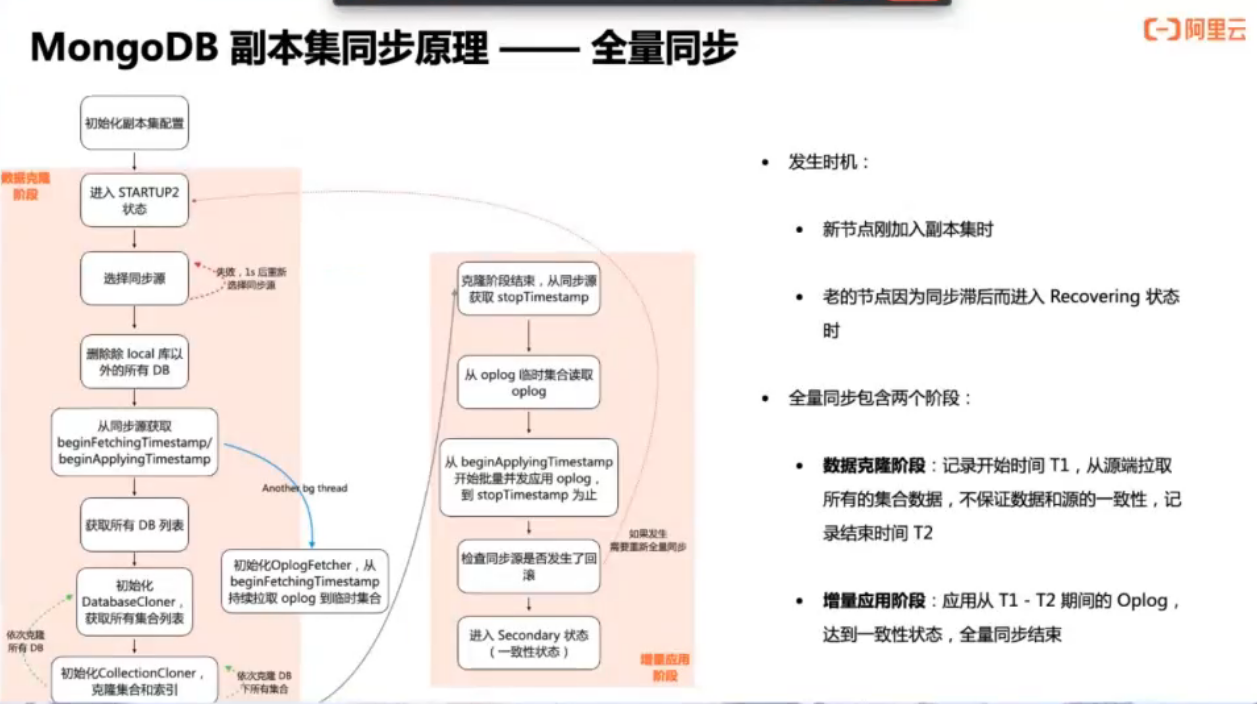 MongoDB 副本集同步原理 —— 全量同步
阿里云
初始化副本集配置
数据克隆
阶段
进入 STARTUP2
状态
选择同步源
失败，1s 后重新
选择同步源
删除除 local 库以
外的所有 DB
从同步源获取
beginFetchingTimestamp/
beginApplyingTimestamp
Another bg thread
获取所有 DB 列表
初始化OplogFetcher，从
beginFetchingTimestamp
持续拉取 oplog 到临时集合
初始化
DatabaseCloner，
获取所有集合列表
依次克隆
所有 DB
初始化CollectionCloner，
克隆集合和索引
依次克隆 DB
下所有集合
克隆阶段结束，从同步源
获取 stopTimestamp
从 oplog 临时集合读取
oplog
从 beginApplyingTimestamp
开始批量并发应用 oplog，
到 stopTimestamp 为止
如果发生
需要重新全量同步
检查同步源是否发生了回
滚
进入 Secondary 状态
（一致性状态）
增量应用
阶段
• 发生时机：
• 新节点刚加入副本集时
• 老的节点因为同步滞后而进入 Recovering 状态
时
• 全量同步包含两个阶段：
• 数据克隆阶段：记录开始时间 T1，从源端拉取
所有的集合数据，不保证数据和源的一致性，记
录结束时间 T2
• 增量应用阶段：应用从 T1 - T2 期间的 Oplog，
达到一致性状态，全量同步结束